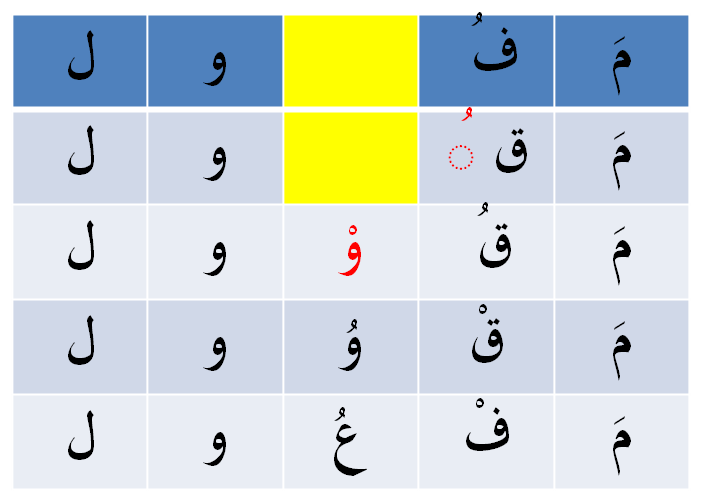 مَ فُ و ل
مَ ق ُ و ل
مَ قُ وْ و ل
مَ قْ وُ و ل
مَ فْ عُ و ل